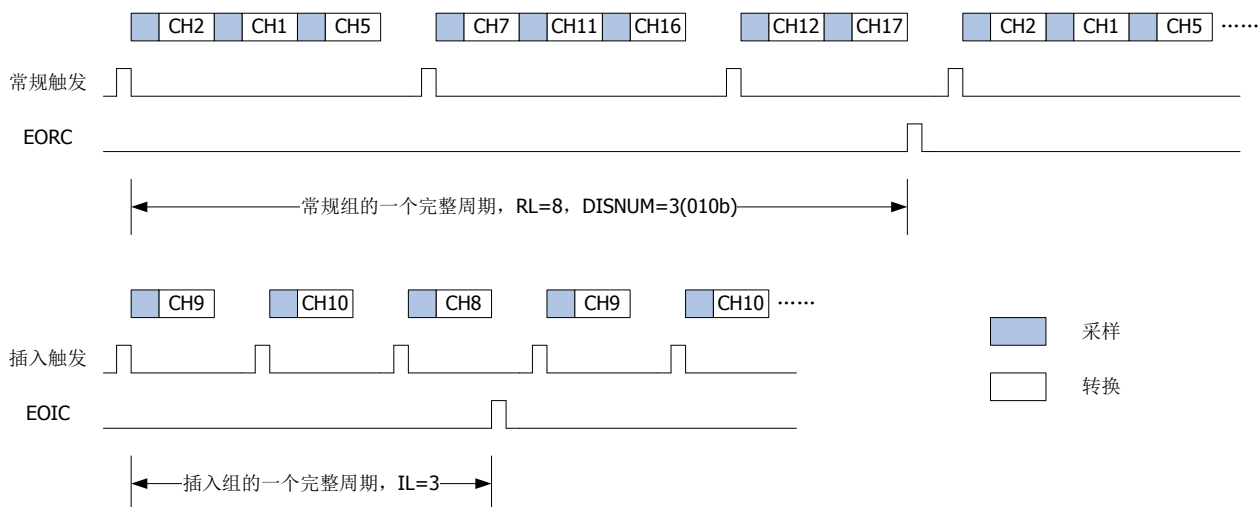 CH2 CH1 CH5 CH7 CH11 CH16 CH12 CH17 CH2 CH1 CH5 ······
常规触发
EORC
常规组的一个完整周期，RL=8，DISNUM=3(010b)
CH9 CH10 CH8 CH9 CH10 ······
插入触发
EOIC
插入组的一个完整周期，IL=3
采样
转换